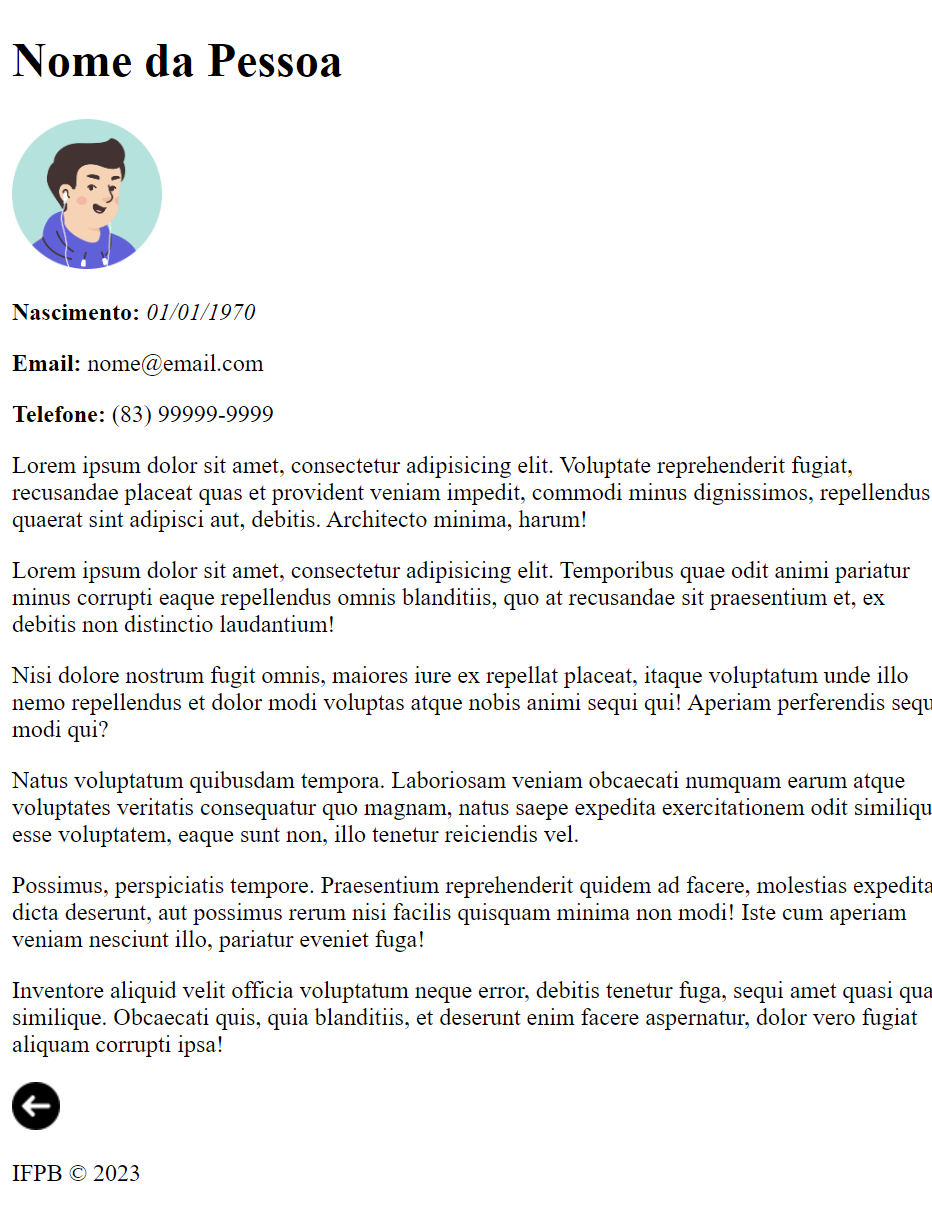 Nome da Pessoa
Nascimento: 01/01/1970
Email: nome@email.com
Telefone: (83) 99999-9999
Lorem ipsum dolor sit amet, consectetur adipisicing elit. Voluptate reprehenderit fugiat,
recusandae placeat quas et provident veniam impedit, commodi minus dignissimos, repellendus
quaerat sint adipisci aut, debitis. Architecto minima, harum!
Lorem ipsum dolor sit amet, consectetur adipisicing elit. Temporibus quae odit animi pariatur
minus corrupti eaque repellendus omnis blanditiis, quo at recusandae sit praesentium et, ex
debitis non distinctio laudantium!
Nisi dolore nostrum fugit omnis, maiores iure ex repellat placeat, itaque voluptatum unde illo
nemo repellendus et dolor modi voluptas atque nobis animi sequi qui! Aperiam perferendis sequ
modi qui?
Natus voluptatum quibusdam tempora. Laboriosam veniam obcaecati numquam earum atque
voluptates veritatis consequatur quo magnam, natus saepe expedita exercitationem odit similiqu
esse voluptatem, eaque sunt non, illo tenetur reiciendis vel.
Possimus, perspiciatis tempore. Praesentium reprehenderit quidem ad facere, molestias expedita
dicta deserunt, aut possimus rerum nisi facilis quisquam minima non modi! Iste cum aperiam
veniam nesciunt illo, pariatur eveniet fuga!
Inventore aliquid velit officia voluptatum neque error, debitis tenetur fuga, sequi amet quasi qua
similique. Obcaecati quis, quia blanditiis, et deserunt enim facere aspernatur, dolor vero fugiat
aliquam corrupti ipsa!
IFPB © 2023